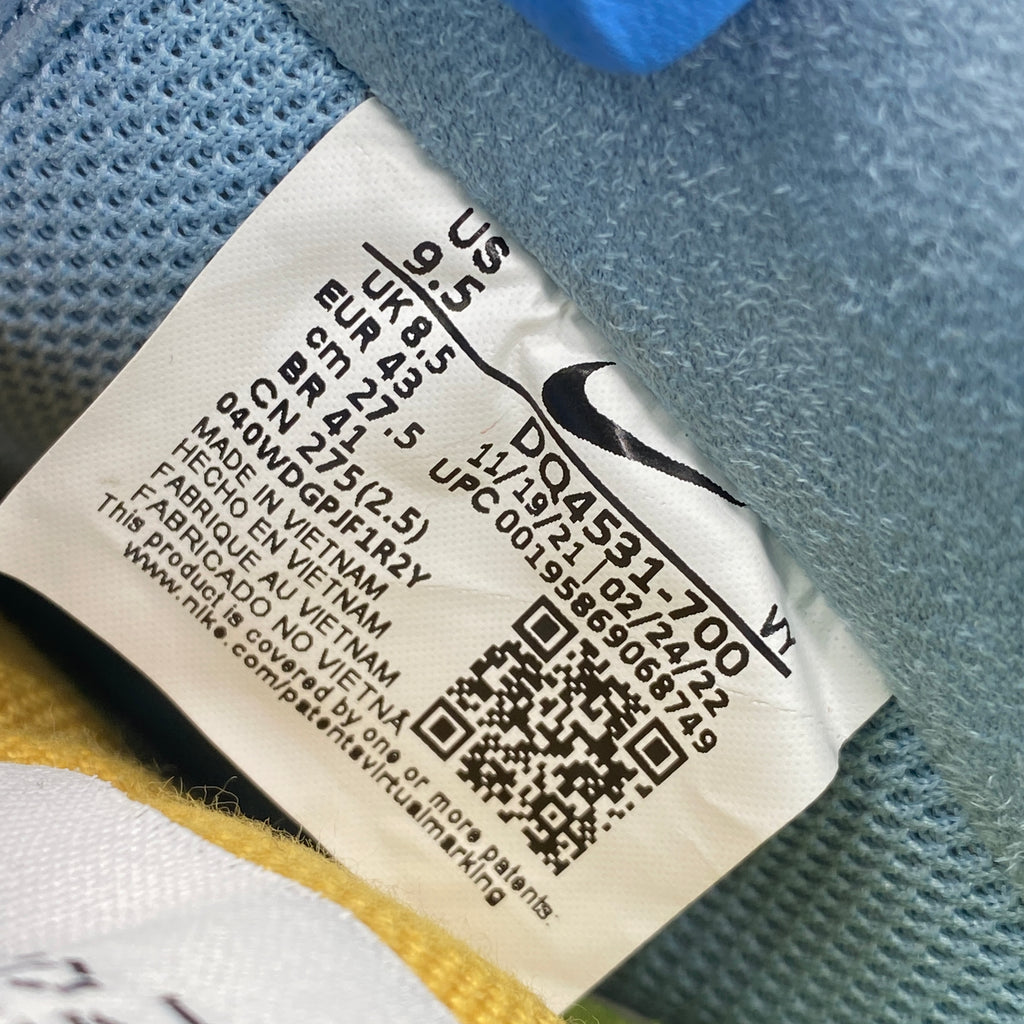 US
9.5
UK 8.5
EUR 43
cm 27.5
BR 41
CN 275(2.5)
040WDGPJF1R2Y
MADE IN VIETNAM
HECHO EN VIETNAM
FABRIQUE AU VIETNAM
FABRICADO NO VIETNÃ
This product is covered by one or more patents.
www.nike.com/patentavirtualmarking
VY
DQ4531-700
11/19/21 | 02/24/22
UPC 00195869068749